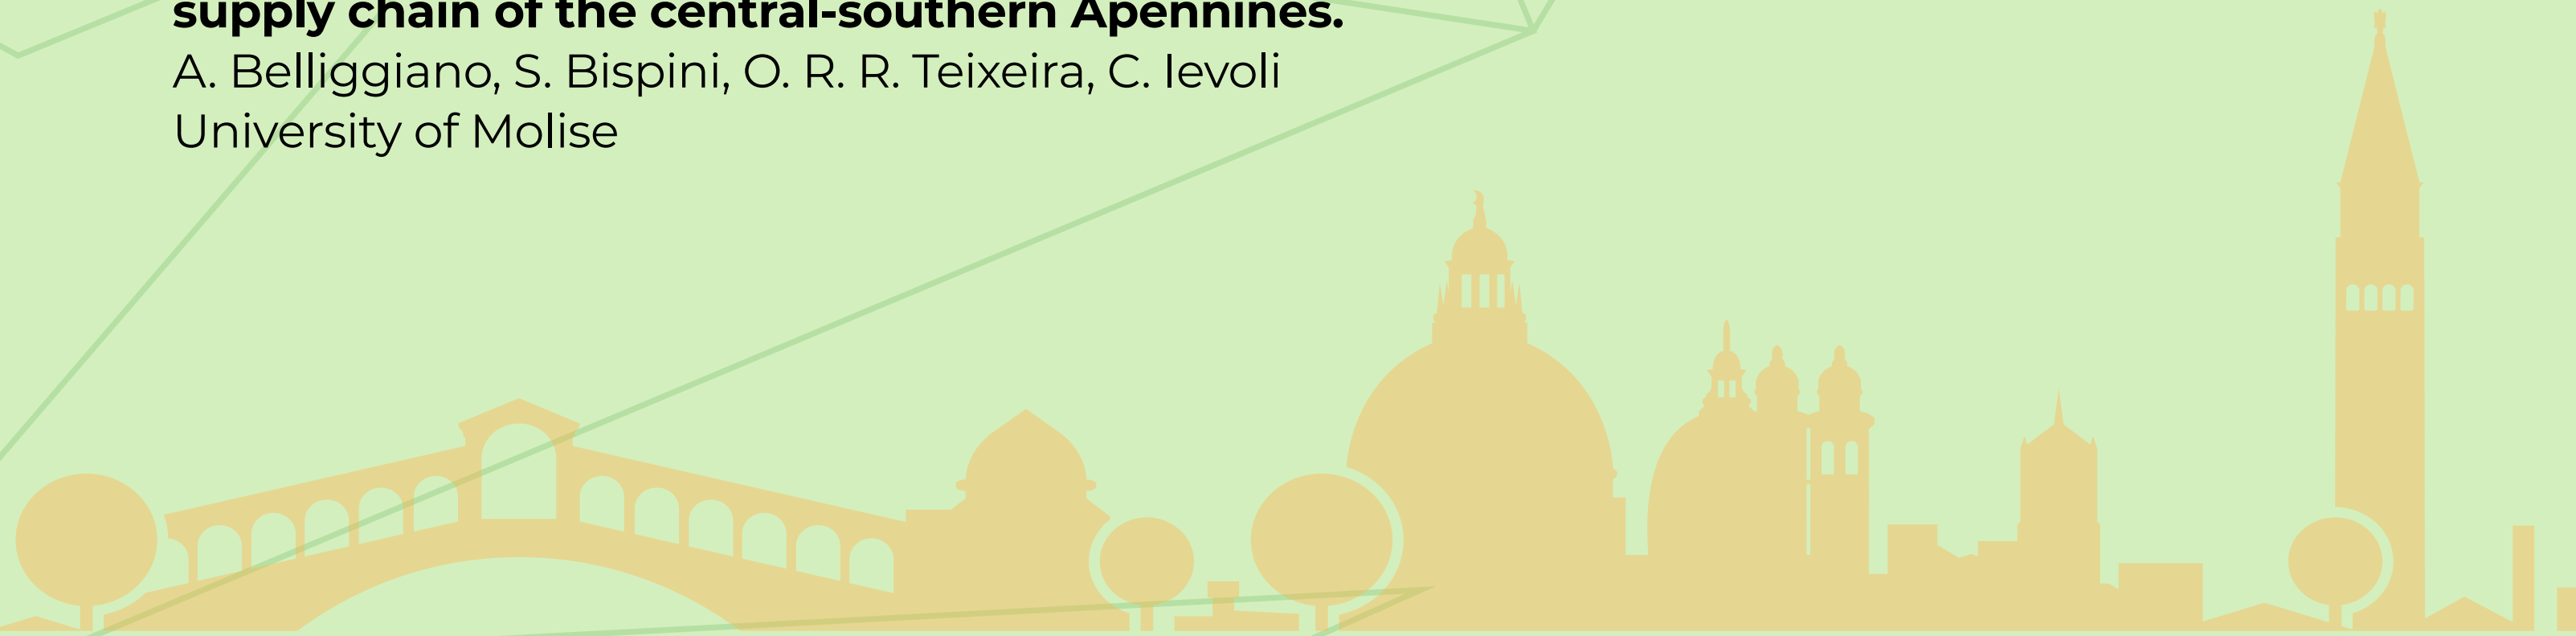 supply chain of the central-southern Apennines.
A. Belliggiano, S. Bispini, O. R. R. Teixeira, C. Ievoli
University of Molise